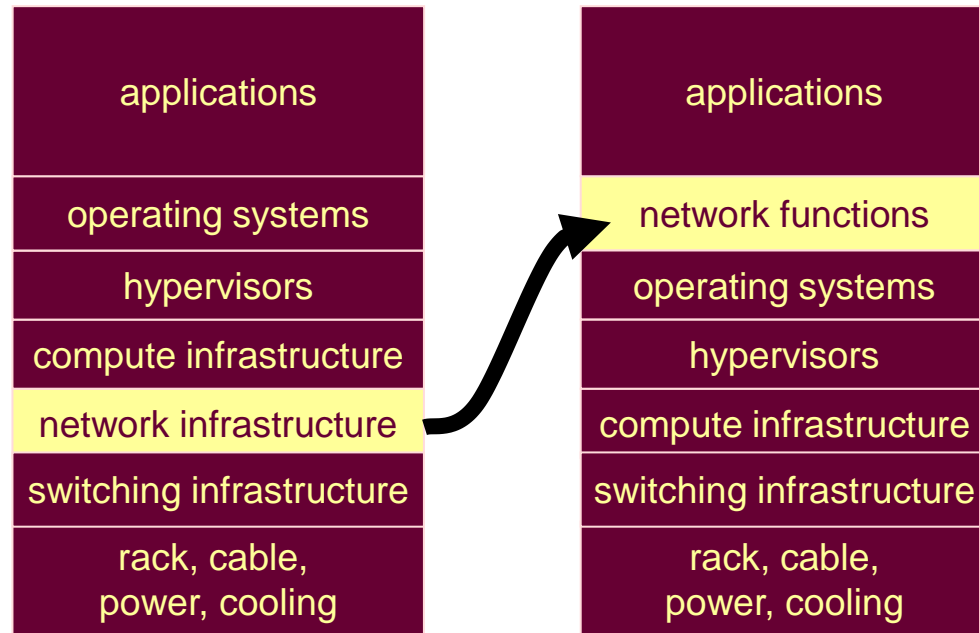 applications
operating systems
hypervisors
compute infrastructure
network infrastructure
switching infrastructure
rack, cable,
power, cooling
applications
network functions
operating systems
hypervisors
compute infrastructure
switching infrastructure
rack, cable,
power, cooling